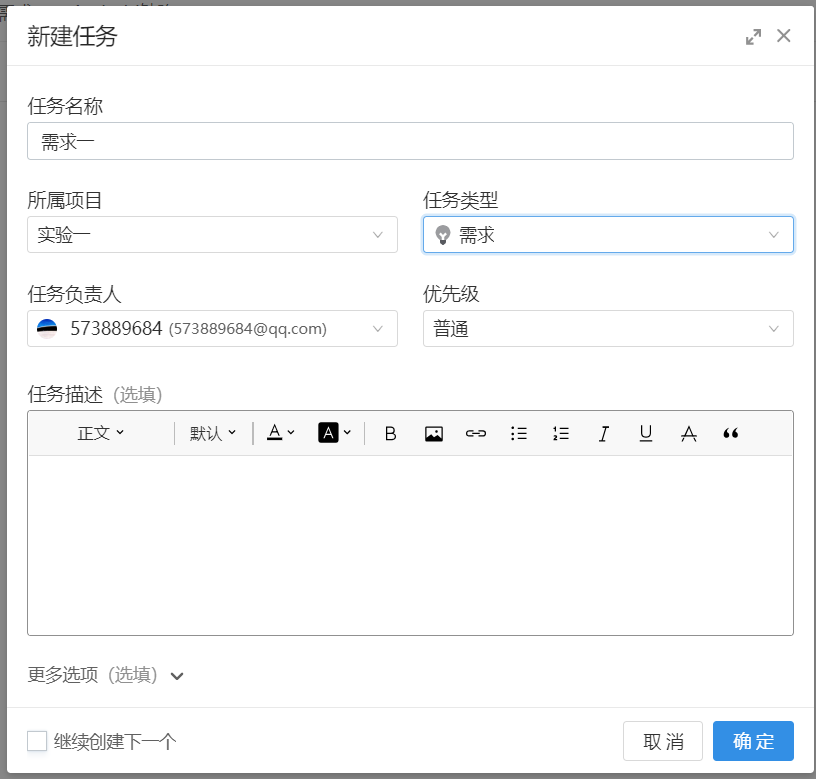 新建任务
任务名称
需求一
所属项目 任务类型
实验一 需求
任务负责人 优先级
573889684 (573889684@qq.com) 普通
任务描述 (选填)
正文 默认 A A B I U A
更多选项 (选填)
继续创建下一个 取消 确定